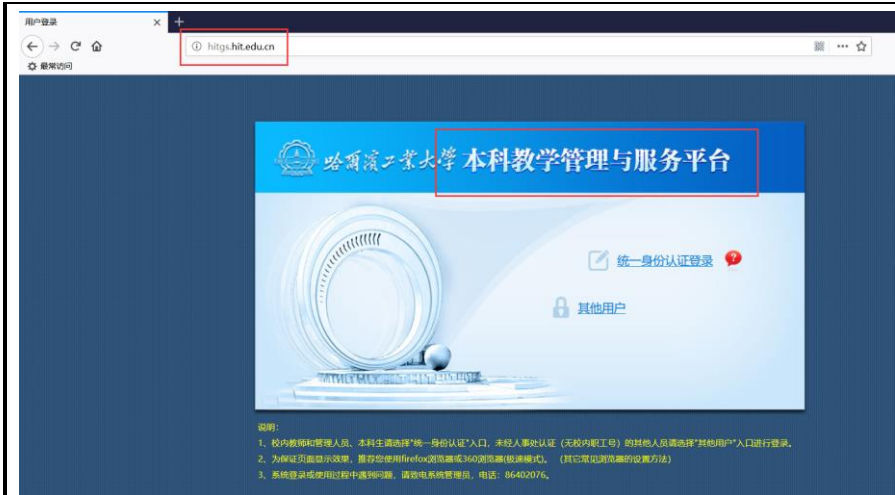 用户登录
hitgs.hit.edu.cn
最常访问
哈爾濱工業大學 本科教学管理与服务平台
统一身份认证登录
?
其他用户
说明:
1、校内教师和管理人员、本科生请选择"统一身份认证"入口,未经人事处认证(无校内职工号)的其他人员请选择"其他用户"入口进行登录。
2、为保证页面显示效果,推荐您使用firefox浏览器或360浏览器(极速模式)。(其它常见浏览器的设置方法)
3、系统登录或使用过程中遇到问题,请致电系统管理员,电话:86402076。